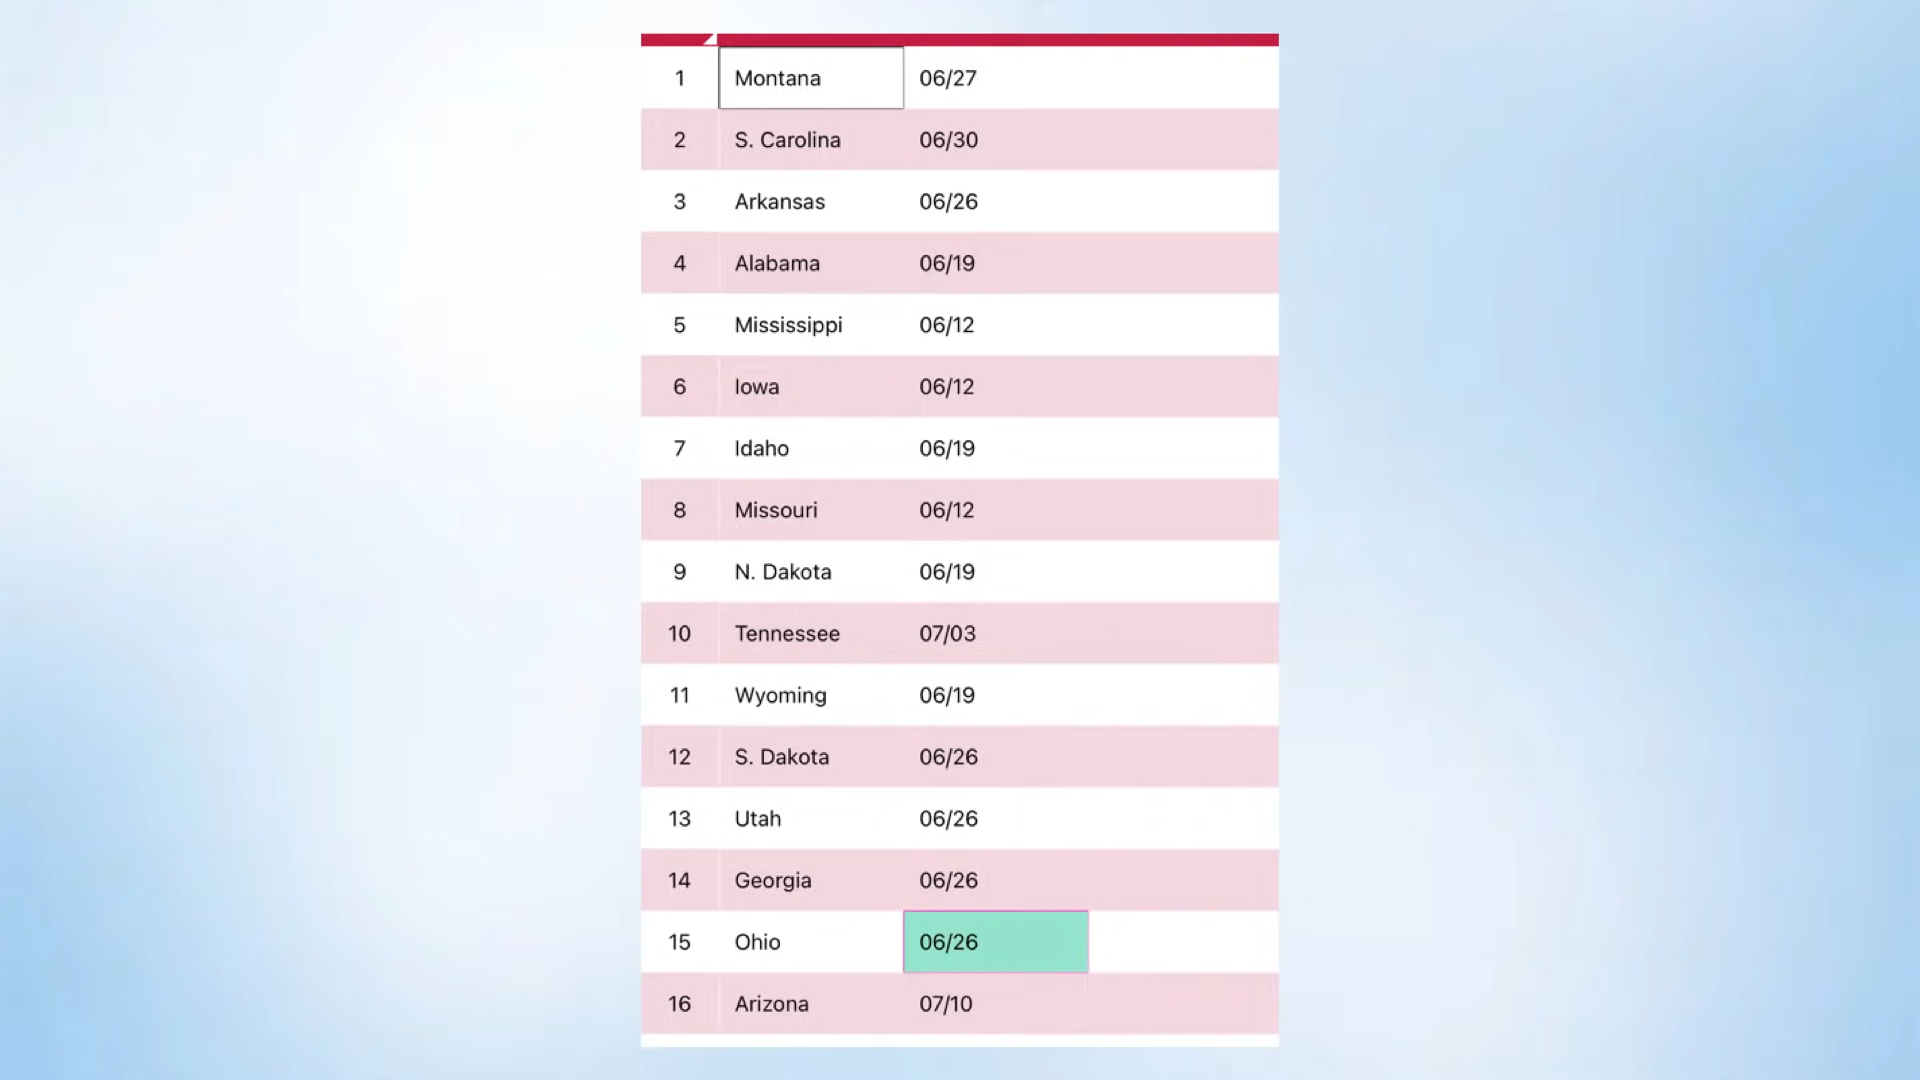 1 Montana 06/27
2 S. Carolina 06/30
3 Arkansas 06/26
4 Alabama 06/19
5 Mississippi 06/12
6 Iowa 06/12
7 Idaho 06/19
8 Missouri 06/12
9 N. Dakota 06/19
10 Tennessee 07/03
11 Wyoming 06/19
12 S. Dakota 06/26
13 Utah 06/26
14 Georgia 06/26
15 Ohio 06/26
16 Arizona 07/10